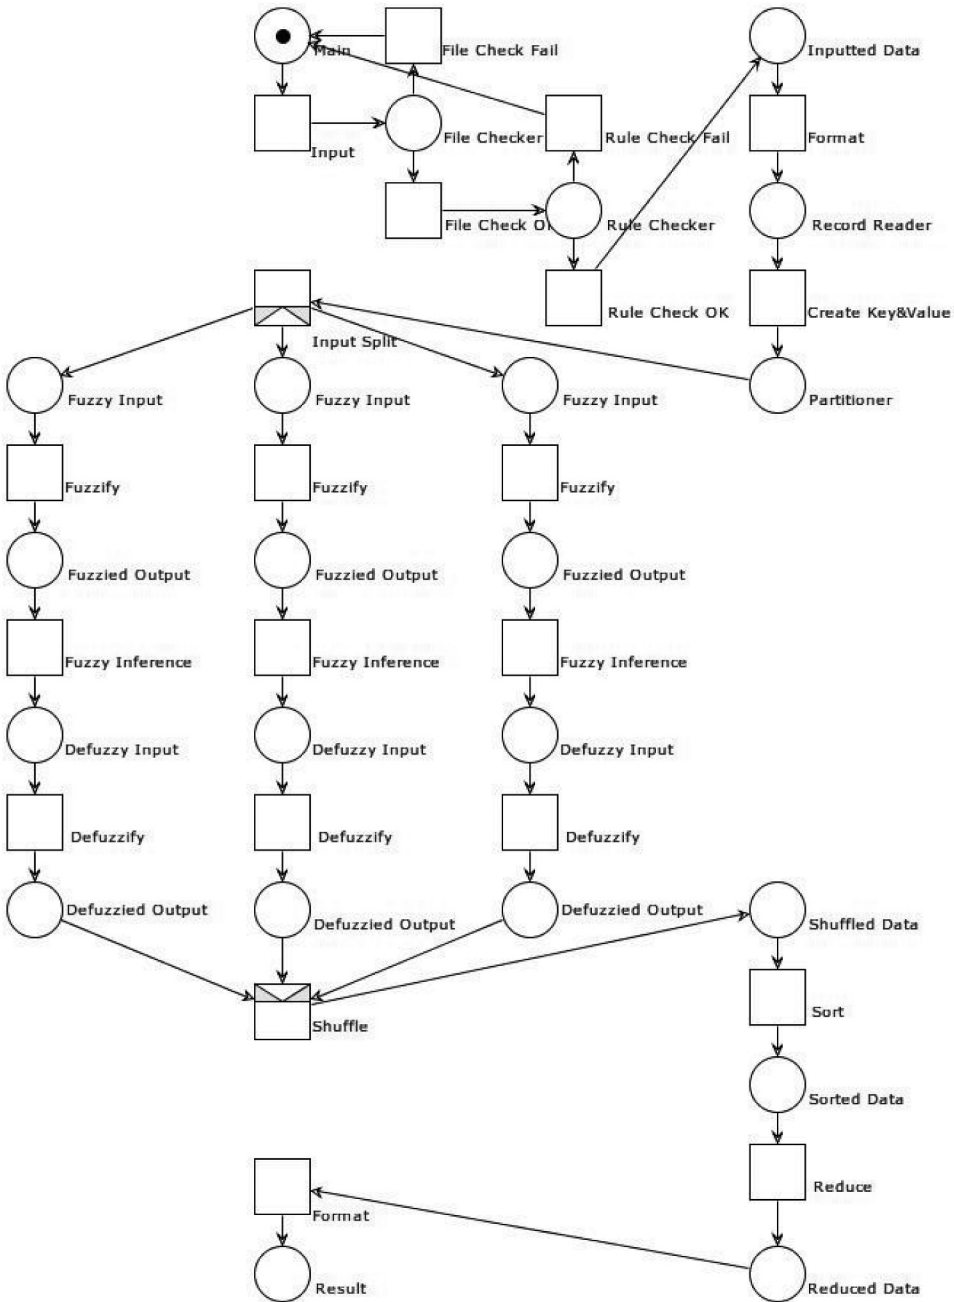 Main
File Check Fail
Inputted Data
Input
File Checker
Rule Check Fail
Format
File Check O
Rule Checker
Record Reader
Input Split
Rule Check OK
Create Key&Value
Fuzzy Input
Fuzzy Input
Fuzzy Input
Partitioner
Fuzzify
Fuzzify
Fuzzify
Fuzzied Output
Fuzzied Output
Fuzzied Output
Fuzzy Inference
Fuzzy Inference
Fuzzy Inference
Defuzzy Input
Defuzzy Input
Defuzzy Input
Defuzzify
Defuzzify
Defuzzify
Defuzzied Output
Defuzzied Output
Defuzzied Output
Shuffled Data
Shuffle
Sort
Sorted Data
Format
Reduce
Result
Reduced Data